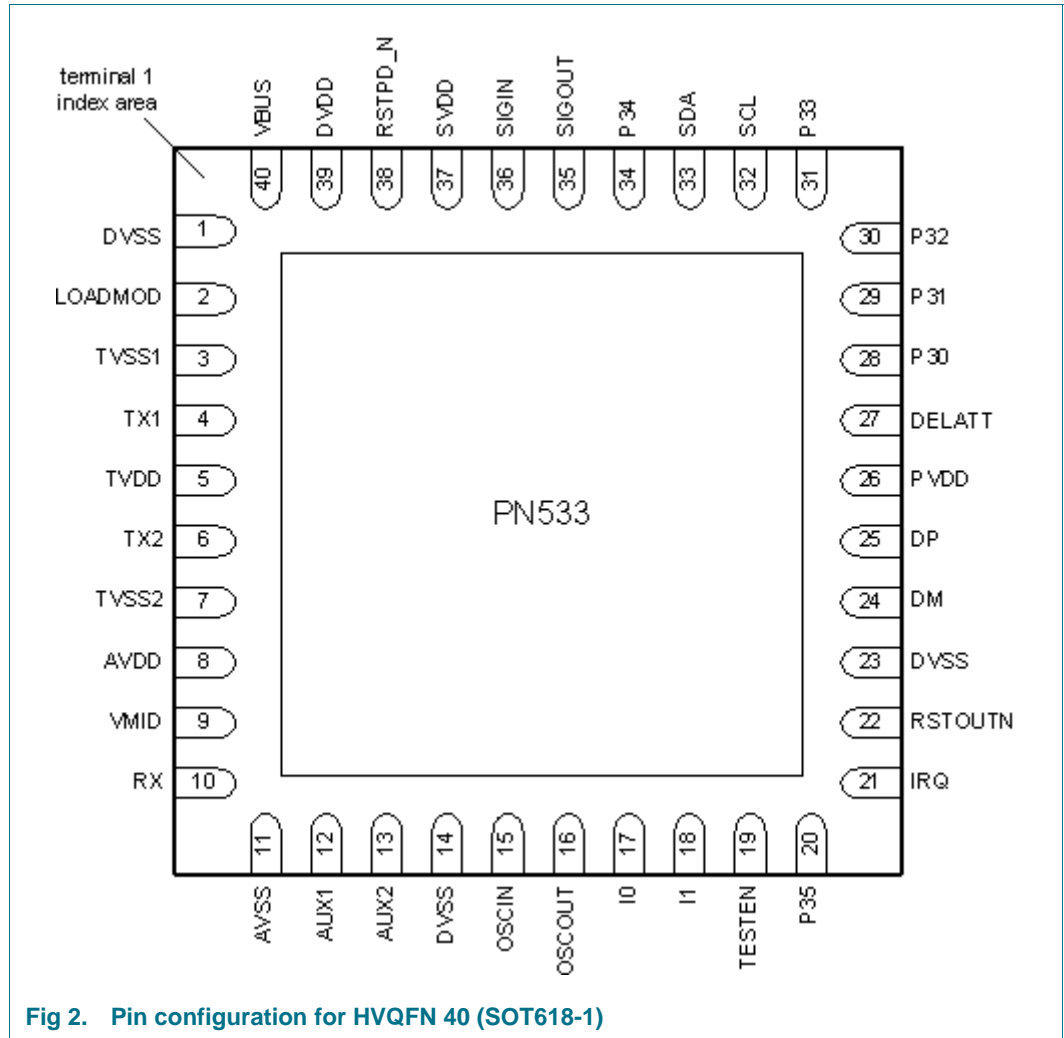 terminal 1
index area
VBUS
DVDD
RSTPD_N
SVDD
SIGIN
SIGOUT
P34
SDA
SCL
P33
40
39
38
37
36
35
34
33
32
31
DVSS 1
LOADMOD 2
TVSS1 3
TX1 4
TVDD 5
TX2 6
TVSS2 7
AVDD 8
VMID 9
RX 10
PN533
30 P32
29 P31
28 P30
27 DELATT
26 PVDD
25 DP
24 DM
23 DVSS
22 RSTOUTN
21 IRQ
11
12
13
14
15
16
17
18
19
20
AVSS
AUX1
AUX2
DVSS
OSCIN
OSCOUT
I0
I1
TESTEN
P35
Fig 2. Pin configuration for HVQFN 40 (SOT618-1)